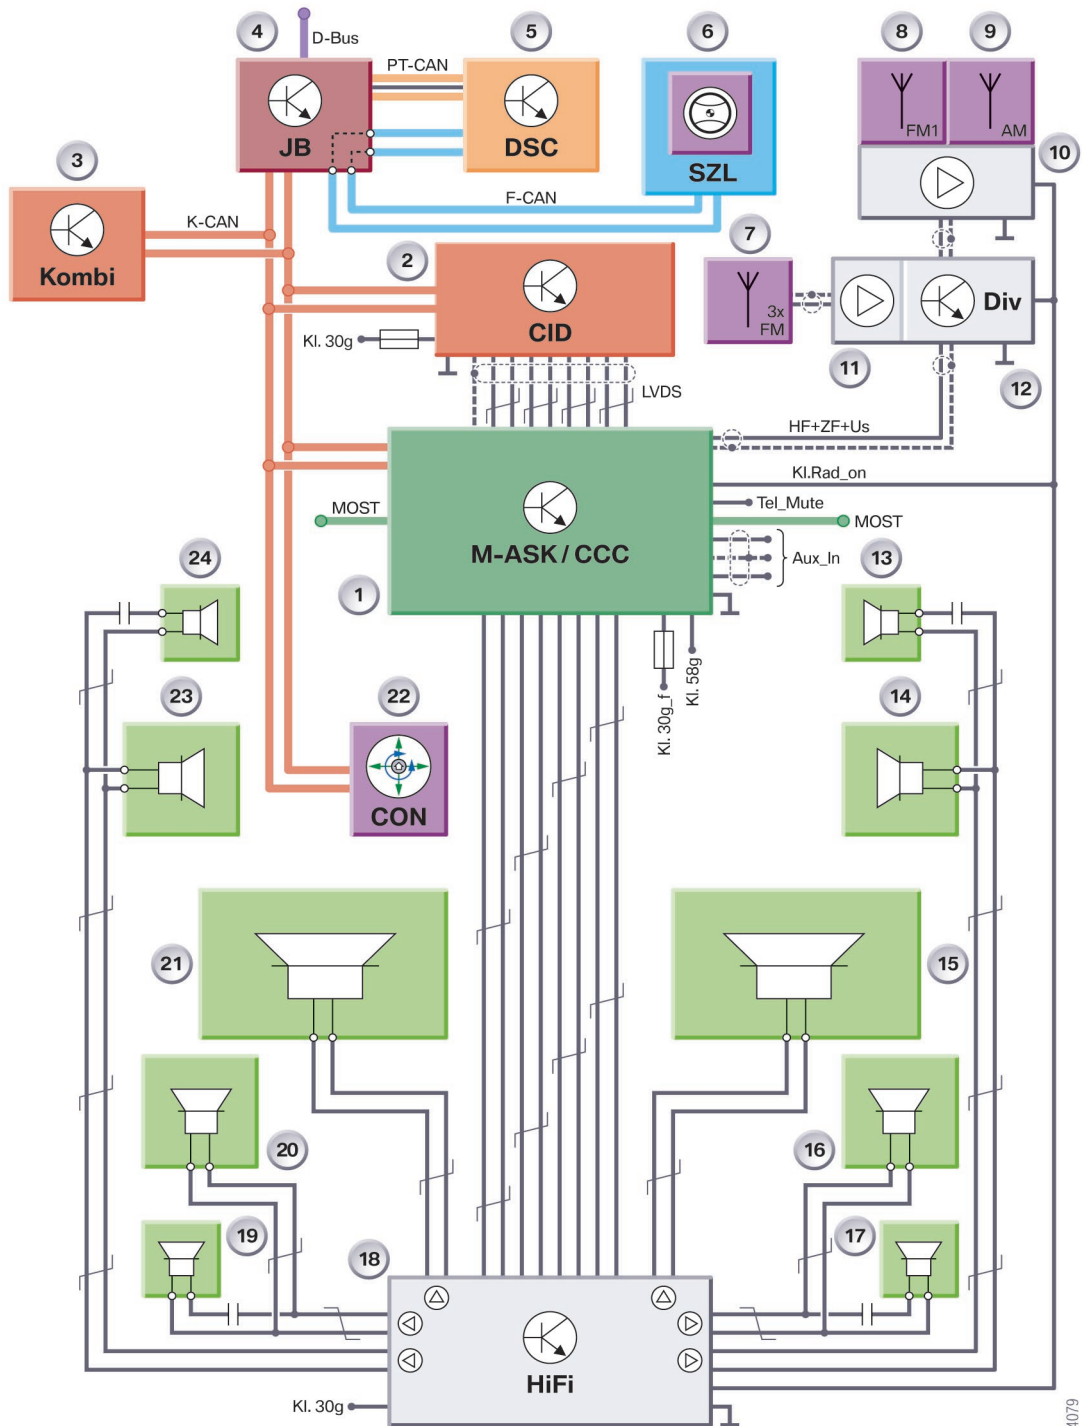 4
D-Bus
5
6
8
9
PT-CAN
JB
DSC
SZL
FM1
AM
10
3
F-CAN
K-CAN
7
2
Kombi
CID
3x
FM
Div
Kl. 30g
11
12
LVDS
HF+ZF+Us
Kl.Rad_on
Tel_Mute
MOST
MOST
M-ASK / CCC
Aux_In
24
13
1
Kl. 58g
Kl. 30g_f
23
22
14
CON
21
15
20
16
19
17
18
HiFi
Kl. 30g